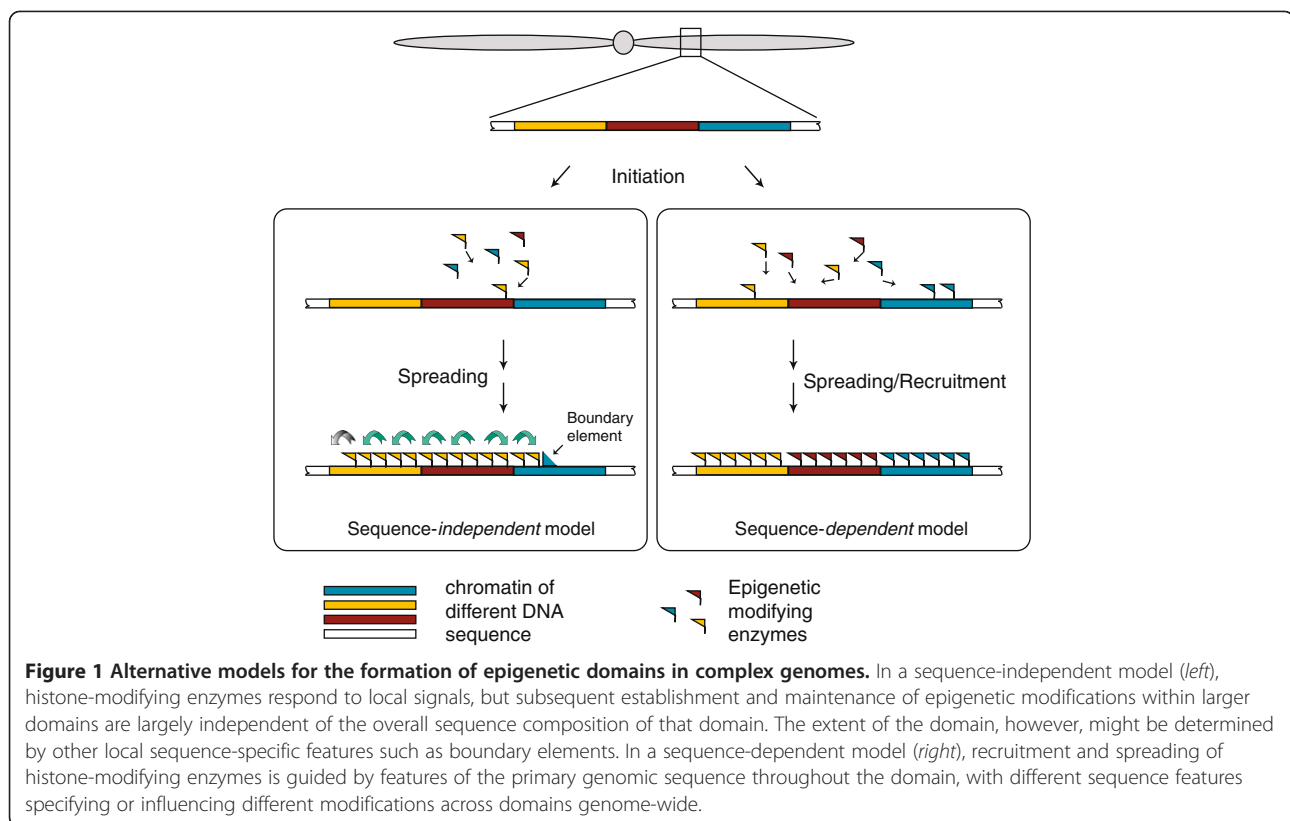 Initiation
Spreading
Boundary
element
Sequence-independent model
Spreading/Recruitment
Sequence-dependent model
chromatin of
different DNA
sequence
Epigenetic
modifying
enzymes
Figure 1 Alternative models for the formation of epigenetic domains in complex genomes. In a sequence-independent model (left),
histone-modifying enzymes respond to local signals, but subsequent establishment and maintenance of epigenetic modifications within larger
domains are largely independent of the overall sequence composition of that domain. The extent of the domain, however, might be determined
by other local sequence-specific features such as boundary elements. In a sequence-dependent model (right), recruitment and spreading of
histone-modifying enzymes is guided by features of the primary genomic sequence throughout the domain, with different sequence features
specifying or influencing different modifications across domains genome-wide.